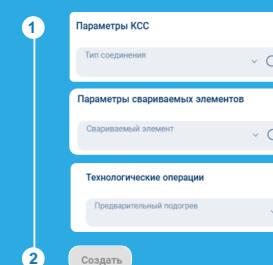 1
Параметры КСС
Тип соединения
Параметры свариваемых элементов
Свариваемый элемент
Технологические операции
Предварительный подогрев
2
Создать